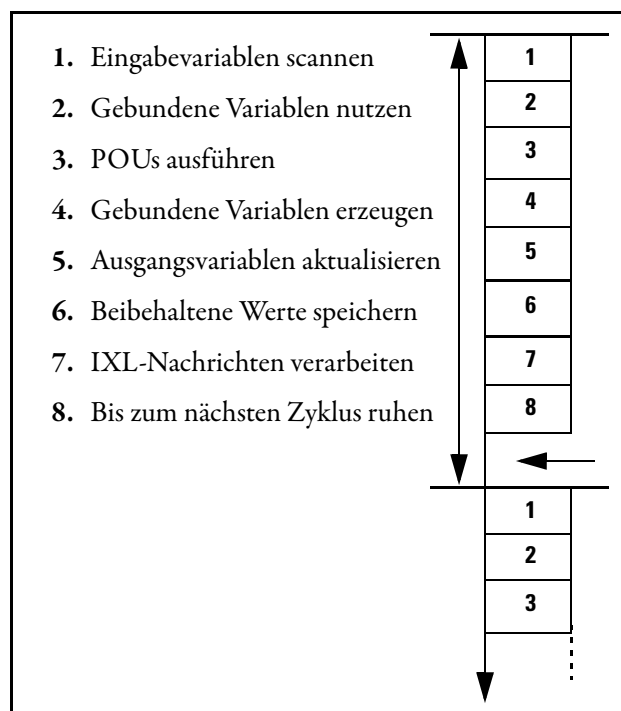 1. Eingabevariablen scannen
2. Gebundene Variablen nutzen
3. POUs ausführen
4. Gebundene Variablen erzeugen
5. Ausgangsvariablen aktualisieren
6. Beibehaltene Werte speichern
7. IXL-Nachrichten verarbeiten
8. Bis zum nächsten Zyklus ruhen
1
2
3
4
5
6
7
8
1
2
3